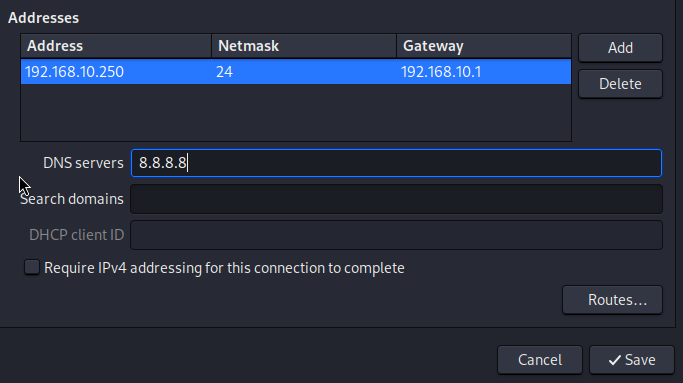 Addresses
Address Netmask Gateway
192.168.10.250 24 192.168.10.1
Add
Delete
DNS servers 8.8.8.8
Search domains
DHCP client ID
Require IPv4 addressing for this connection to complete
Routes...
Cancel Save